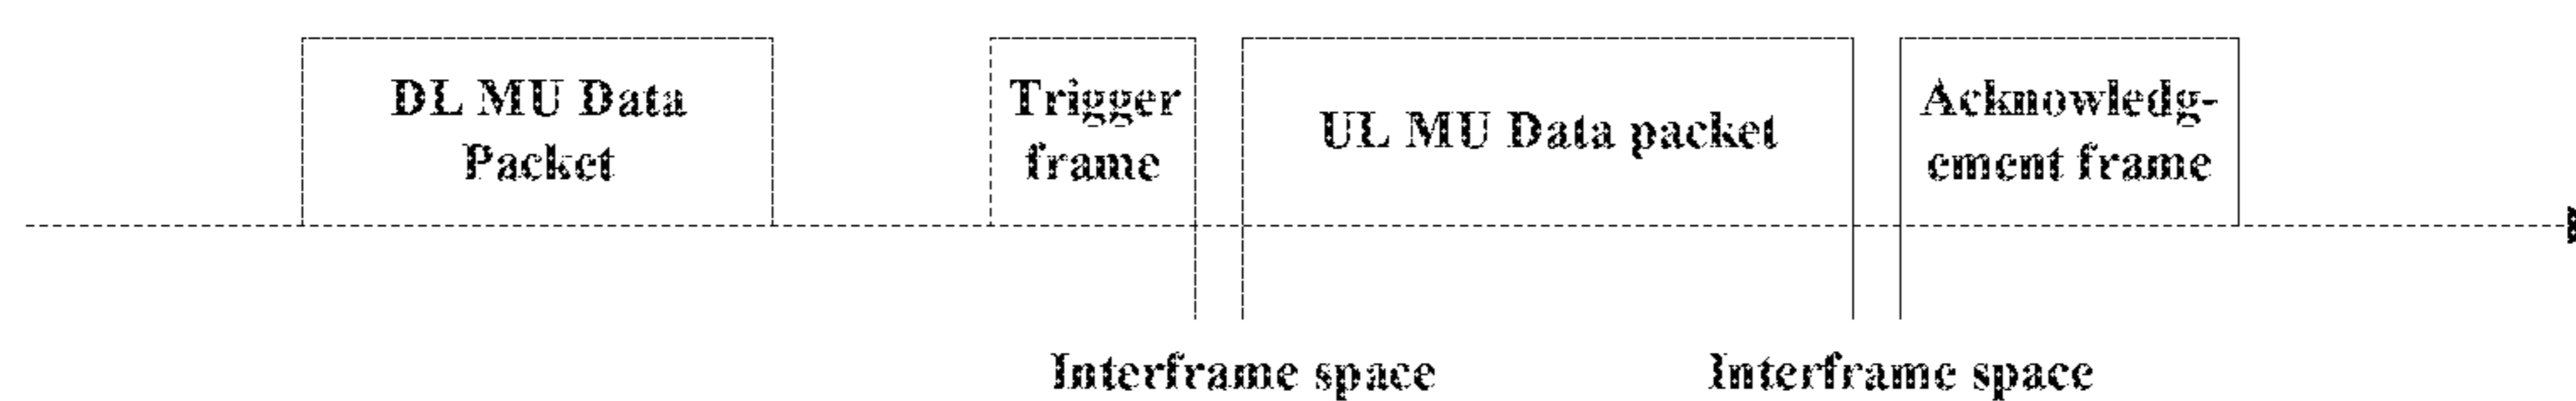 DL MU Data
Packet
Trigger
frame
UL MU Data packet
Acknowledg-
ement frame
Interframe space
Interframe space